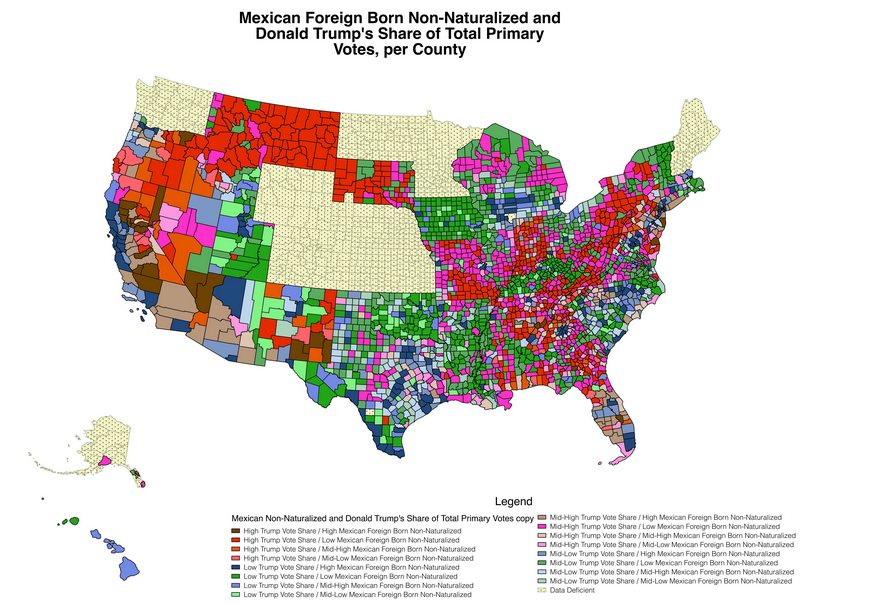 Mexican Foreign Born Non-Naturalized and
Donald Trump's Share of Total Primary
Votes, per County
Legend
Mexican Non-Naturalized and Donald Trump's Share of Total Primary Votes copy
High Trump Vote Share / High Mexican Foreign Born Non-Naturalized
High Trump Vote Share / Low Mexican Foreign Born Non-Naturalized
High Trump Vote Share / Mid-High Mexican Foreign Born Non-Naturalized
High Trump Vote Share / Mid-Low Mexican Foreign Born Non-Naturalized
Low Trump Vote Share / High Mexican Foreign Born Non-Naturalized
Low Trump Vote Share / Low Mexican Foreign Born Non-Naturalized
Low Trump Vote Share / Mid-High Mexican Foreign Born Non-Naturalized
Low Trump Vote Share / Mid-Low Mexican Foreign Born Non-Naturalized
Mid-High Trump Vote Share / High Mexican Foreign Born Non-Naturalized
Mid-High Trump Vote Share / Low Mexican Foreign Born Non-Naturalized
Mid-High Trump Vote Share / Mid-High Mexican Foreign Born Non-Naturalized
Mid-High Trump Vote Share / Mid-Low Mexican Foreign Born Non-Naturalized
Mid-Low Trump Vote Share / High Mexican Foreign Born Non-Naturalized
Mid-Low Trump Vote Share / Low Mexican Foreign Born Non-Naturalized
Mid-Low Trump Vote Share / Mid-High Mexican Foreign Born Non-Naturalized
Mid-Low Trump Vote Share / Mid-Low Mexican Foreign Born Non-Naturalized
Data Deficient